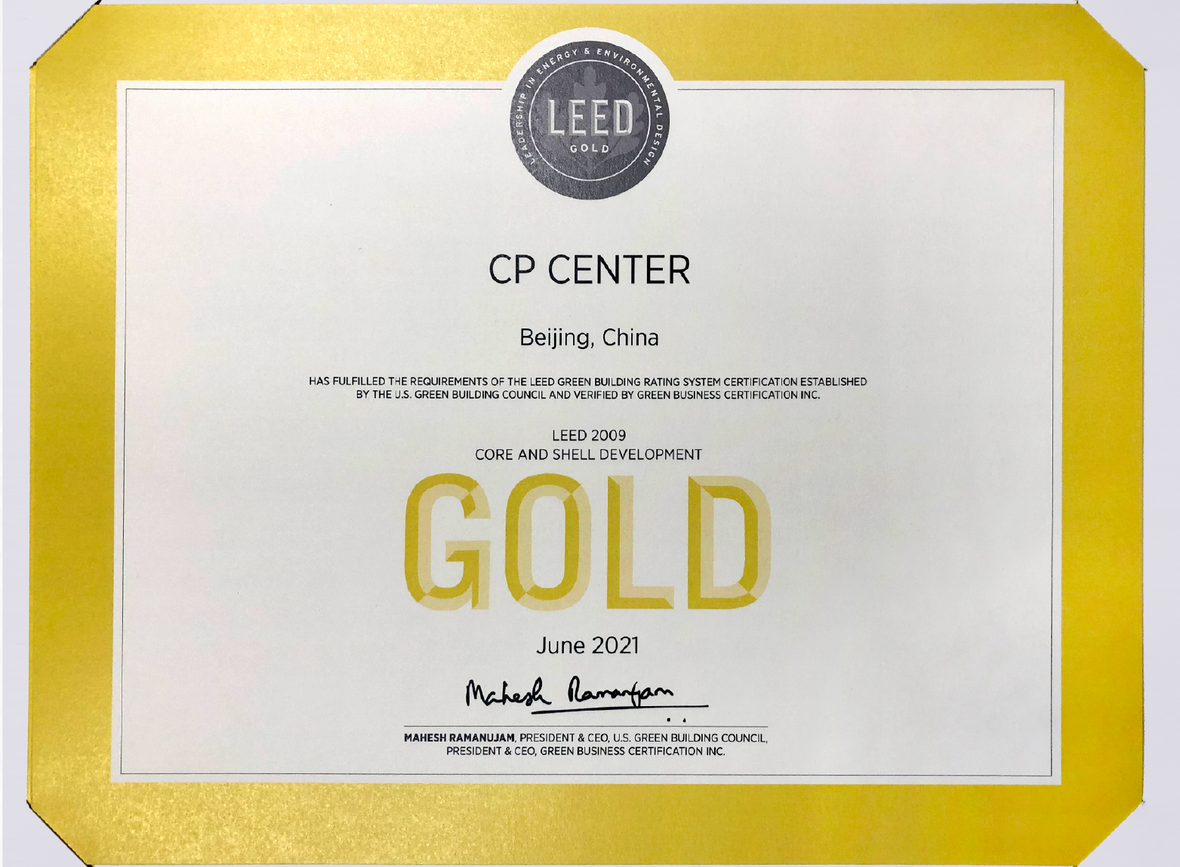 LEADERSHIP IN ENERGY & ENVIRONMENTAL DESIGN
LEED
GOLD
CP CENTER
Beijing, China
HAS FULFILLED THE REQUIREMENTS OF THE LEED GREEN BUILDING RATING SYSTEM CERTIFICATION ESTABLISHED
BY THE U.S. GREEN BUILDING COUNCIL AND VERIFIED BY GREEN BUSINESS CERTIFICATION INC.
LEED 2009
CORE AND SHELL DEVELOPMENT
GOLD
June 2021
Mahesh Ramanujam
MAHESH RAMANUJAM, PRESIDENT & CEO, U.S. GREEN BUILDING COUNCIL,
PRESIDENT & CEO, GREEN BUSINESS CERTIFICATION INC.